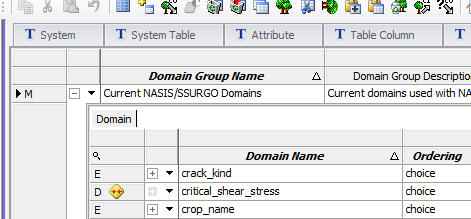 System System Table Attribute Table Column
Domain Group Name Domain Group Descriptio
M Current NASIS/SSURGO Domains Current domains used with NA
Domain
Domain Name Ordering
E crack_kind choice
D critical_shear_stress choice
E crop_name choice